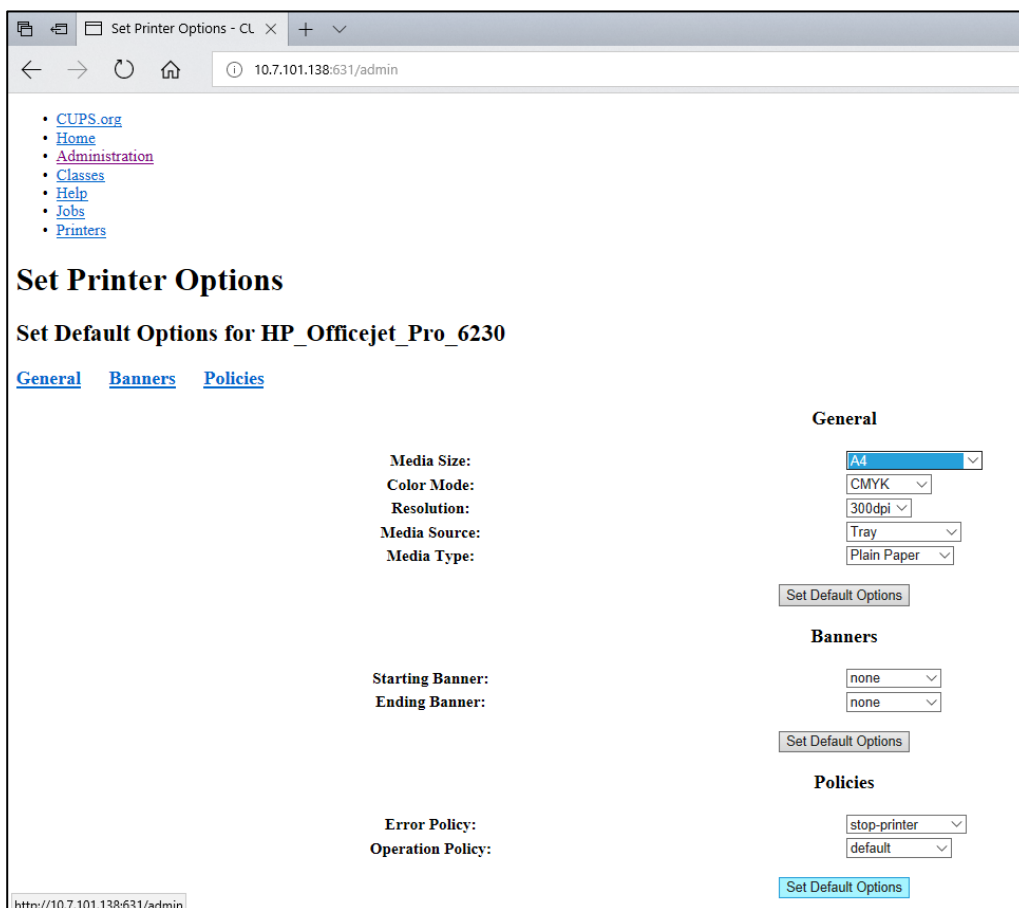 Set Printer Options - CU
10.7.101.138:631/admin
CUPS.org
Home
Administration
Classes
Help
Jobs
Printers
Set Printer Options
Set Default Options for HP_Officejet_Pro_6230
General Banners Policies
General
Media Size: A4
Color Mode: CMYK
Resolution: 300dpi
Media Source: Tray
Media Type: Plain Paper
Set Default Options
Banners
Starting Banner: none
Ending Banner: none
Set Default Options
Policies
Error Policy: stop-printer
Operation Policy: default
Set Default Options
http://10.7.101.138:631/admin